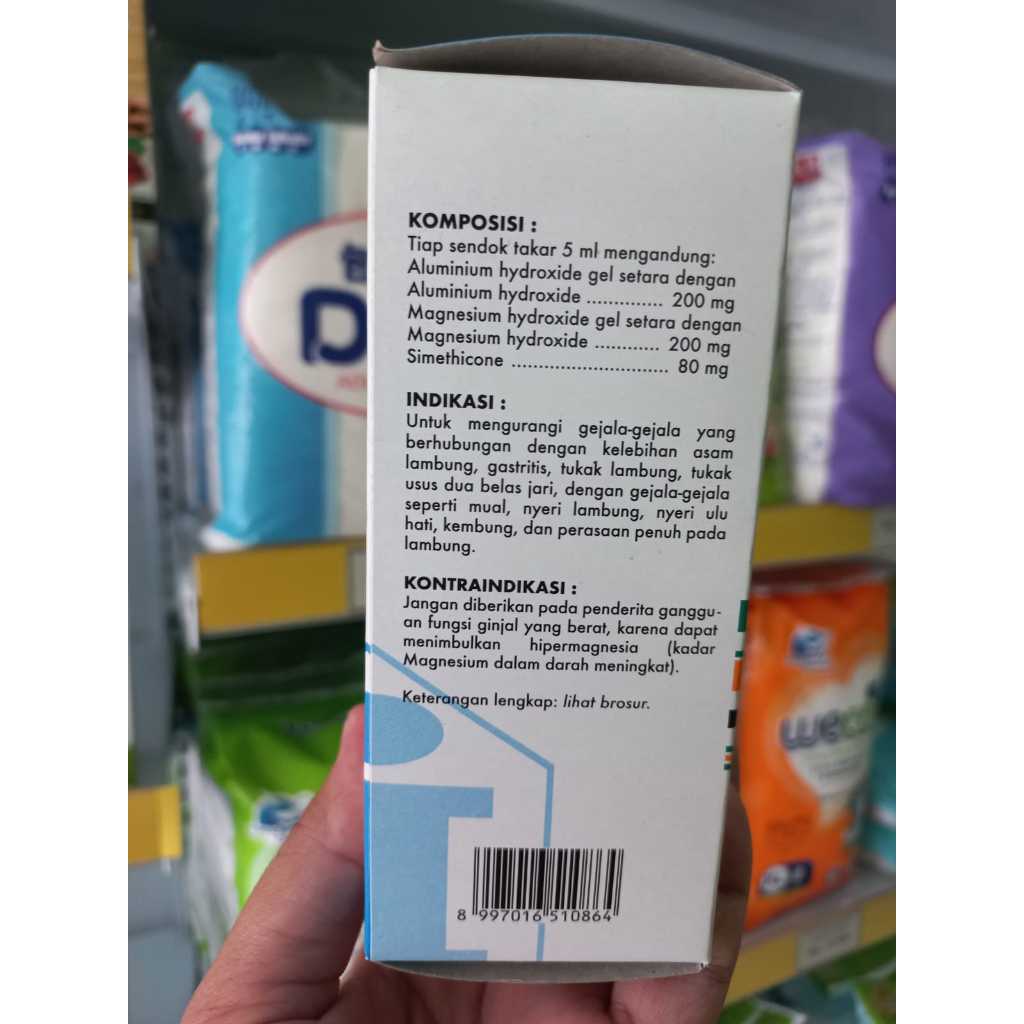 KOMPOSISI :
Tiap sendok takar 5 ml mengandung:
Aluminium hydroxide gel setara dengan
Aluminium hydroxide .............. 200 mg
Magnesium hydroxide gel setara dengan
Magnesium hydroxide ............ 200 mg
Simethicone ............................. 80 mg
INDIKASI :
Untuk mengurangi gejala-gejala yang
berhubungan dengan kelebihan asam
lambung, gastritis, tukak lambung, tukak
usus dua belas jari, dengan gejala-gejala
seperti mual, nyeri lambung, nyeri ulu
hati, kembung, dan perasaan penuh pada
lambung.
KONTRAINDIKASI :
Jangan diberikan pada penderita ganggu-
an fungsi ginjal yang berat, karena dapat
menimbulkan hipermagnesia (kadar
Magnesium dalam darah meningkat).
Keterangan lengkap: lihat brosur.
8 997016 510864